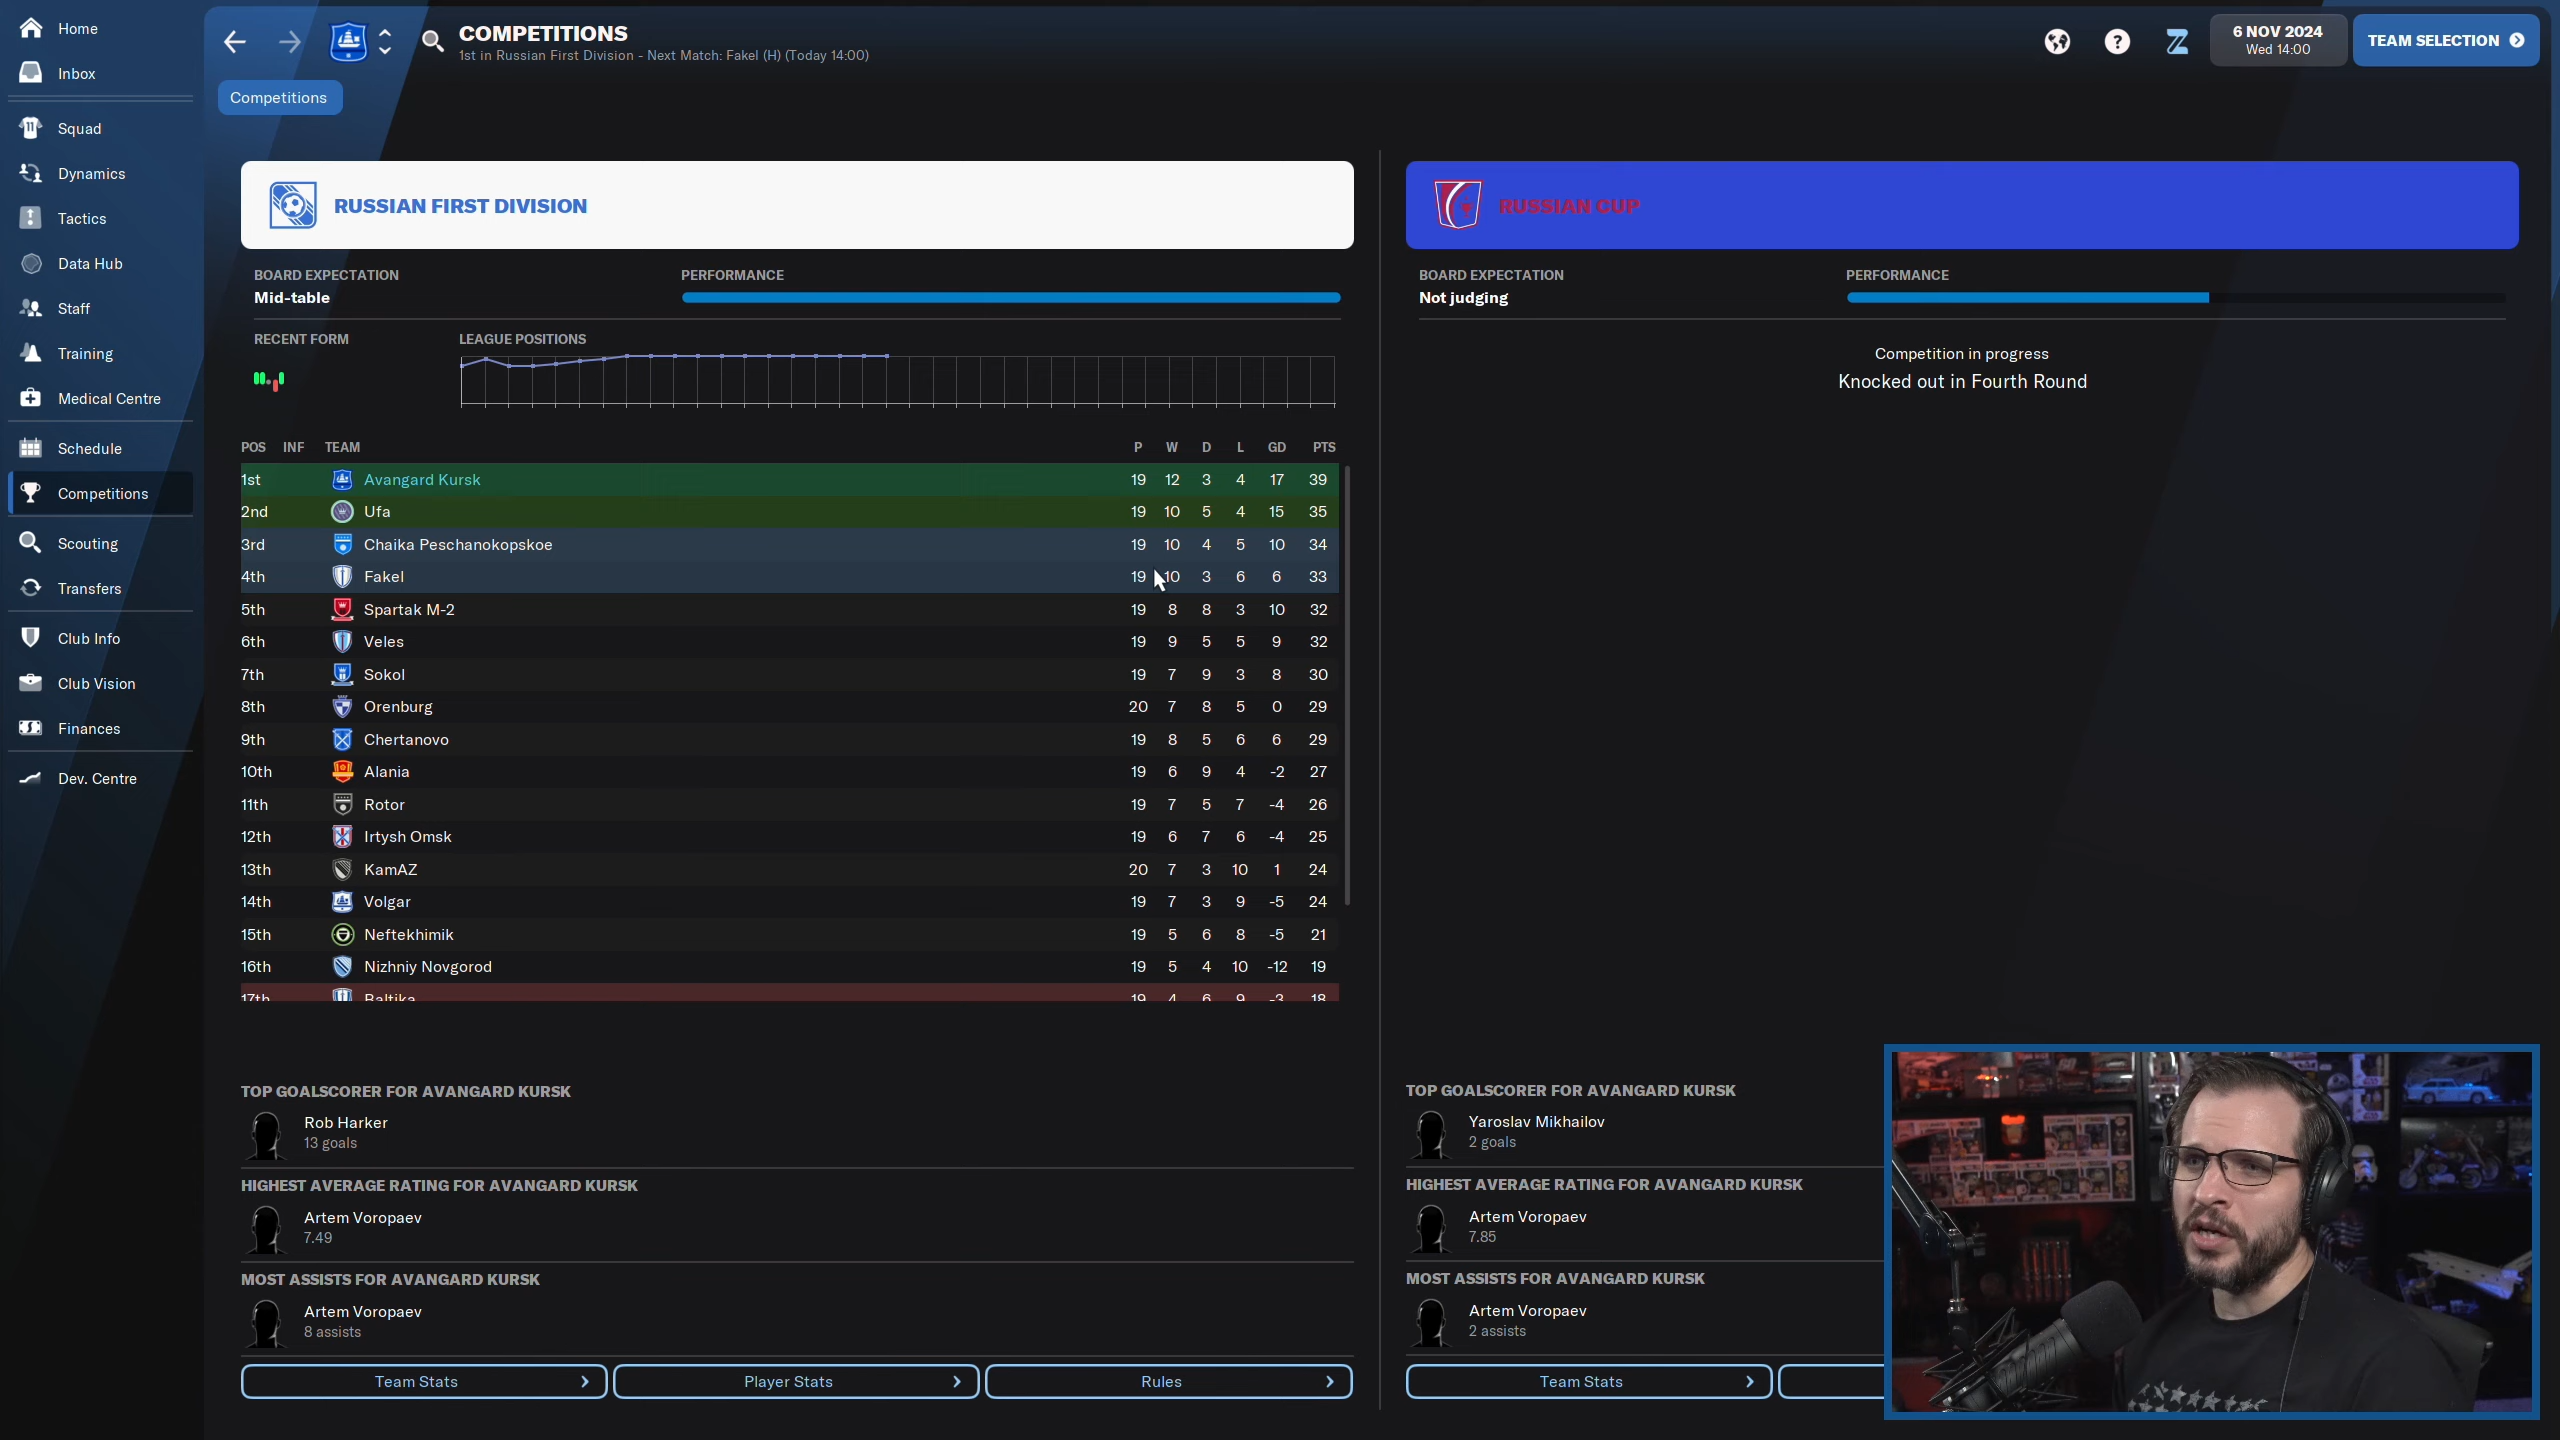 Home
Inbox
Squad
Dynamics
Tactics
Data Hub
Staff
Training
Medical Centre
Schedule
Competitions
Scouting
Transfers
Club Info
Club Vision
Finances
Dev. Centre
COMPETITIONS
1st in Russian First Division - Next Match: Fakel (H) (Today 14:00)
6 NOV 2024
Wed 14:00
TEAM SELECTION
Competitions
RUSSIAN FIRST DIVISION
BOARD EXPECTATION PERFORMANCE
Mid-table
RECENT FORM LEAGUE POSITIONS
POS INF TEAM P W D L GD PTS
1st Avangard Kursk 19 12 3 4 17 39
2nd Ufa 19 10 5 4 15 35
3rd Chaika Peschanokopskoe 19 10 4 5 10 34
4th Fakel 19 10 3 6 6 33
5th Spartak M-2 19 8 8 3 10 32
6th Veles 19 9 5 5 9 32
7th Sokol 19 7 9 3 8 30
8th Orenburg 20 7 8 5 0 29
9th Chertanovo 19 8 5 6 6 29
10th Alania 19 6 9 4 -2 27
11th Rotor 19 7 5 7 -4 26
12th Irtysh Omsk 19 6 7 6 -4 25
13th KamAZ 20 7 3 10 1 24
14th Volgar 19 7 3 9 -5 24
15th Neftekhimik 19 5 6 8 -5 21
16th Nizhniy Novgorod 19 5 4 10 -12 19
17th Baltika 19 4 6 9 -3 18
TOP GOALSCORER FOR AVANGARD KURSK
Rob Harker
13 goals
HIGHEST AVERAGE RATING FOR AVANGARD KURSK
Artem Voropaev
7.49
MOST ASSISTS FOR AVANGARD KURSK
Artem Voropaev
8 assists
Team Stats
Player Stats
Rules
RUSSIAN CUP
BOARD EXPECTATION PERFORMANCE
Not judging
Competition in progress
Knocked out in Fourth Round
TOP GOALSCORER FOR AVANGARD KURSK
Yaroslav Mikhailov
2 goals
HIGHEST AVERAGE RATING FOR AVANGARD KURSK
Artem Voropaev
7.85
MOST ASSISTS FOR AVANGARD KURSK
Artem Voropaev
2 assists
Team Stats